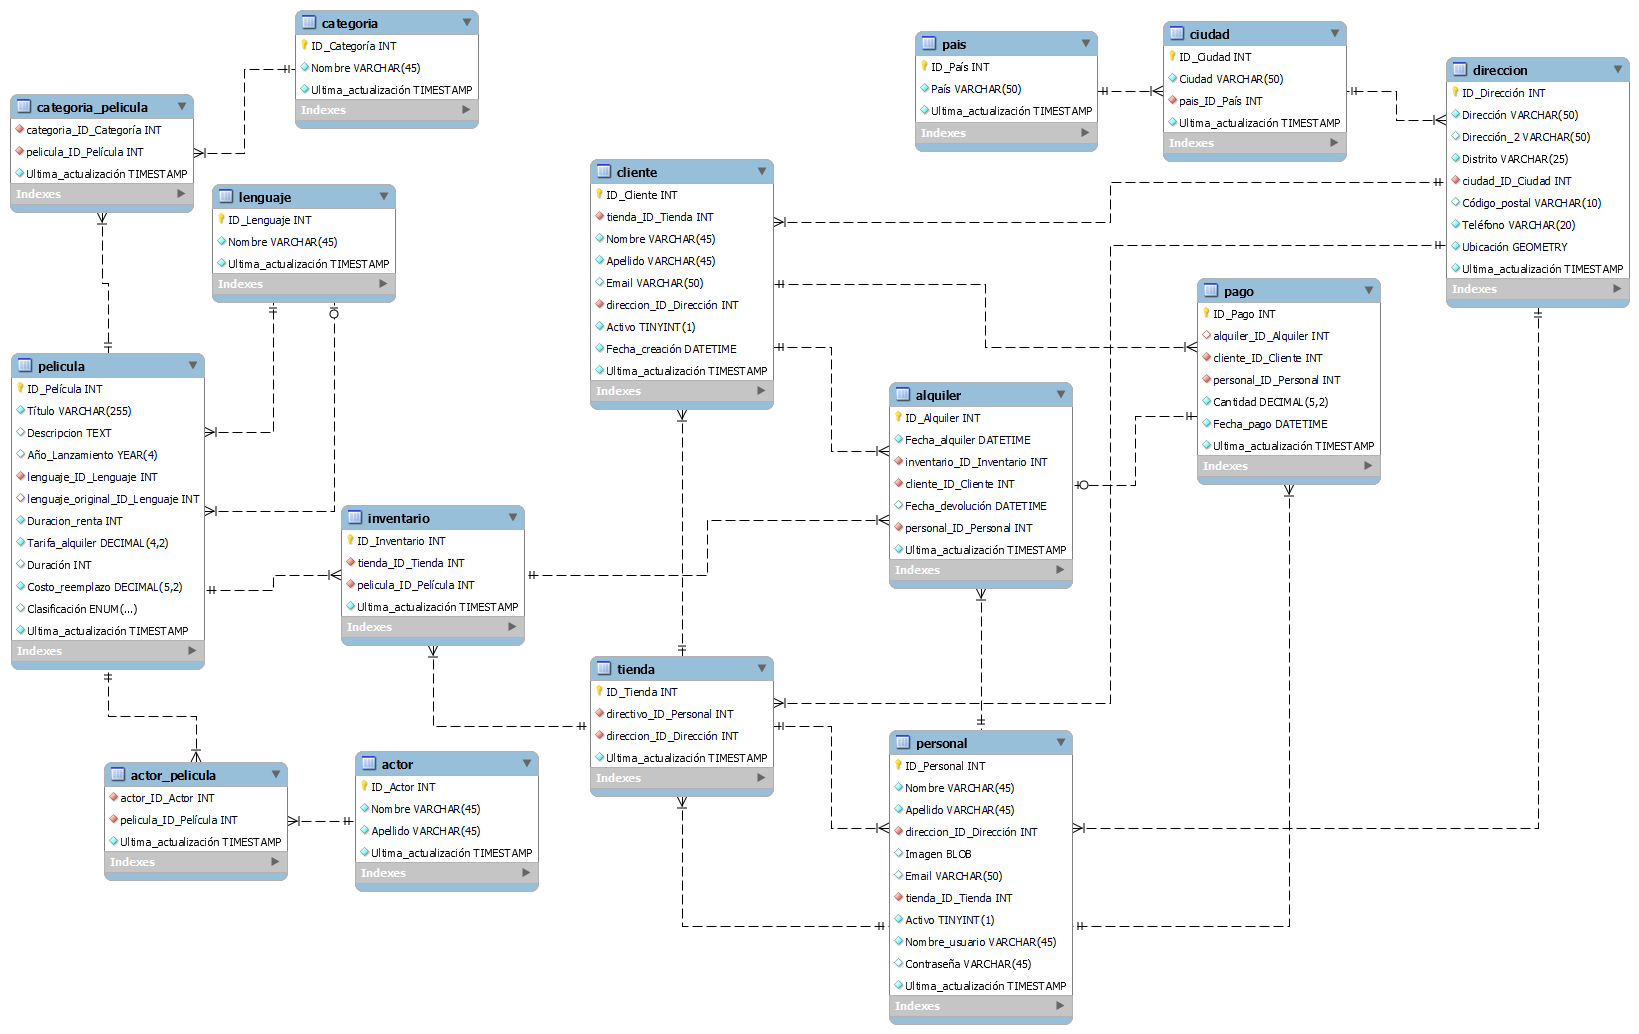 categoria
ID_Categoría INT
Nombre VARCHAR(45)
Ultima_actualización TIMESTAMP
Indexes
categoria_pelicula
categoria_ID_Categoría INT
pelicula_ID_Película INT
Ultima_actualización TIMESTAMP
Indexes
lenguaje
ID_Lenguaje INT
Nombre VARCHAR(45)
Ultima_actualización TIMESTAMP
Indexes
pelicula
ID_Película INT
Título VARCHAR(255)
Descripcion TEXT
Año_Lanzamiento YEAR(4)
lenguaje_ID_Lenguaje INT
lenguaje_original_ID_Lenguaje INT
Duracion_renta INT
Tarifa_alquiler DECIMAL(4,2)
Duración INT
Costo_reemplazo DECIMAL(5,2)
Clasificación ENUM(...)
Ultima_actualización TIMESTAMP
Indexes
inventario
ID_Inventario INT
tienda_ID_Tienda INT
pelicula_ID_Película INT
Ultima_actualización TIMESTAMP
Indexes
actor_pelicula
actor_ID_Actor INT
pelicula_ID_Película INT
Ultima_actualización TIMESTAMP
Indexes
actor
ID_Actor INT
Nombre VARCHAR(45)
Apellido VARCHAR(45)
Ultima_actualización TIMESTAMP
Indexes
cliente
ID_Cliente INT
tienda_ID_Tienda INT
Nombre VARCHAR(45)
Apellido VARCHAR(45)
Email VARCHAR(50)
direccion_ID_Dirección INT
Activo TINYINT(1)
Fecha_creación DATETIME
Ultima_actualización TIMESTAMP
Indexes
tienda
ID_Tienda INT
directivo_ID_Personal INT
direccion_ID_Dirección INT
Ultima_actualización TIMESTAMP
Indexes
pais
ID_País INT
País VARCHAR(50)
Ultima_actualización TIMESTAMP
Indexes
ciudad
ID_Ciudad INT
Ciudad VARCHAR(50)
pais_ID_País INT
Ultima_actualización TIMESTAMP
Indexes
direccion
ID_Dirección INT
Dirección VARCHAR(50)
Dirección_2 VARCHAR(50)
Distrito VARCHAR(25)
ciudad_ID_Ciudad INT
Código_postal VARCHAR(10)
Teléfono VARCHAR(20)
Ubicación GEOMETRY
Ultima_actualización TIMESTAMP
Indexes
pago
ID_Pago INT
alquiler_ID_Alquiler INT
cliente_ID_Cliente INT
personal_ID_Personal INT
Cantidad DECIMAL(5,2)
Fecha_pago DATETIME
Ultima_actualización TIMESTAMP
Indexes
alquiler
ID_Alquiler INT
Fecha_alquiler DATETIME
inventario_ID_Inventario INT
cliente_ID_Cliente INT
Fecha_devolución DATETIME
personal_ID_Personal INT
Ultima_actualización TIMESTAMP
Indexes
personal
ID_Personal INT
Nombre VARCHAR(45)
Apellido VARCHAR(45)
direccion_ID_Dirección INT
Imagen BLOB
Email VARCHAR(50)
tienda_ID_Tienda INT
Activo TINYINT(1)
Nombre_usuario VARCHAR(45)
Contraseña VARCHAR(45)
Ultima_actualización TIMESTAMP
Indexes